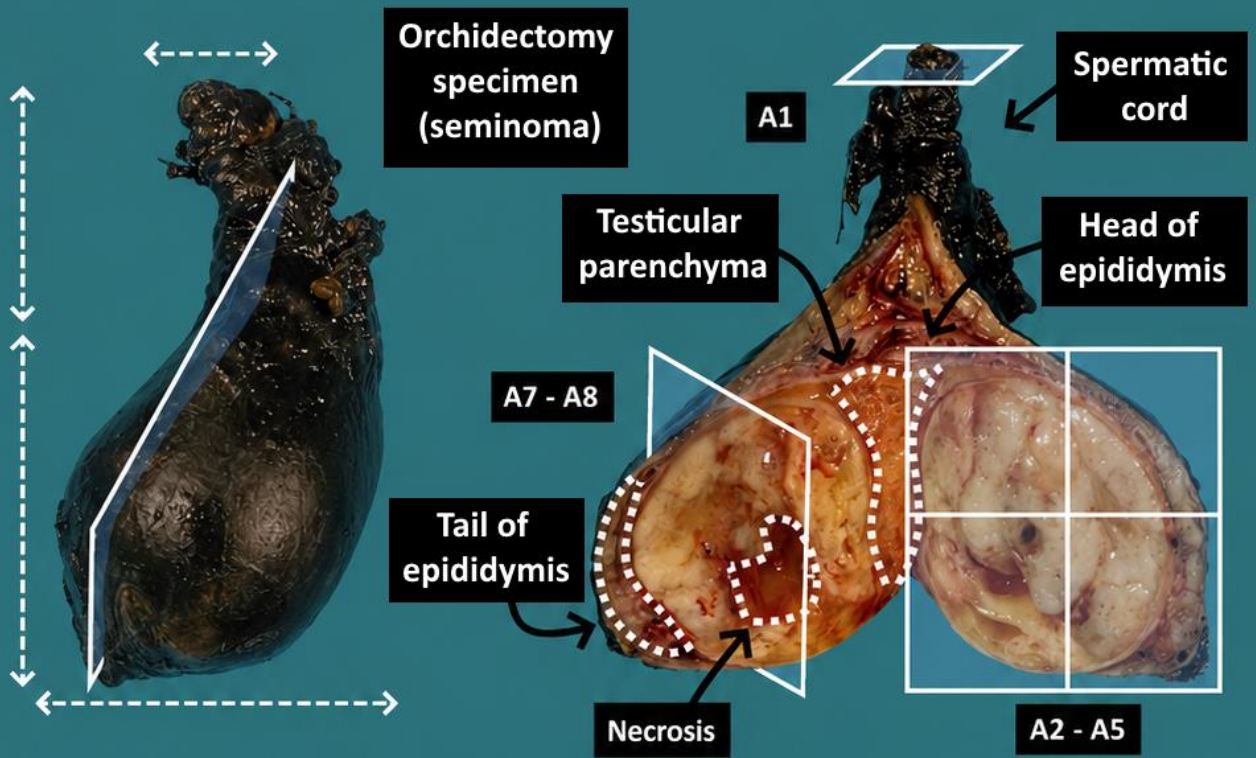 Orchidectomy
specimen
(seminoma)
Spermatic
cord
A1
Testicular
parenchyma
Head of
epididymis
A7 - A8
Tail of
epididymis
Necrosis
A2 - A5